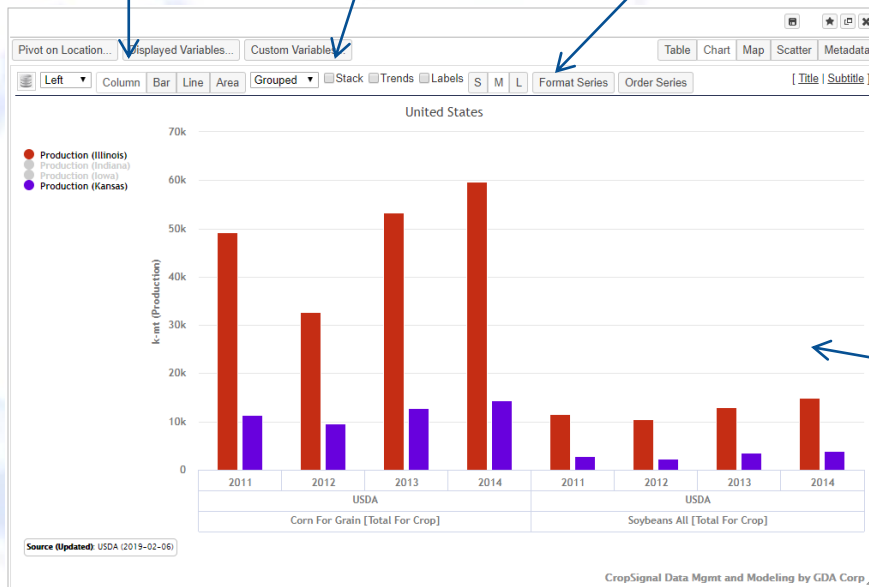 Pivot on Location... Displayed Variables... Custom Variables... Table Chart Map Scatter Metadata
Left Column Bar Line Area Grouped Stack Trends Labels S M L Format Series Order Series [ Title | Subtitle ]
United States
Production (Illinois)
Production (Indiana)
Production (Iowa)
Production (Kansas)
k-mt (Production)
70k
60k
50k
40k
30k
20k
10k
0
2011 2012 2013 2014 2011 2012 2013 2014
USDA USDA
Corn For Grain [Total For Crop] Soybeans All [Total For Crop]
Source (Updated): USDA (2019-02-06)
CropSignal Data Mgmt and Modeling by GDA Corp